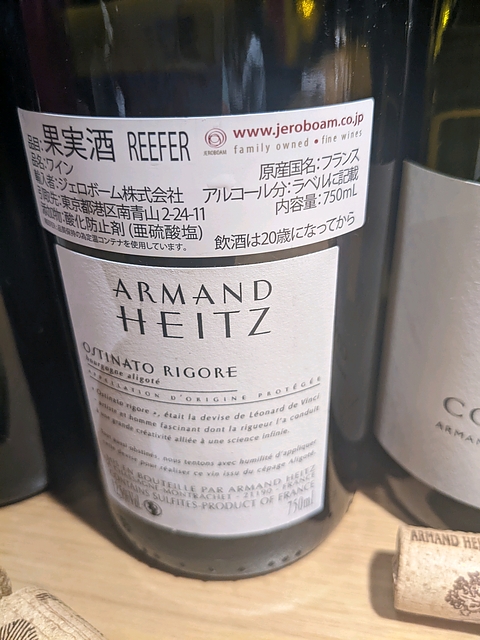 果実酒 REEFER
JEROBOAM
www.jeroboam.co.jp
family owned • fine wines
品名:ワイン
原産国名:フランス
輸入者:ジェロボーム株式会社
アルコール分:ラベルに記載
東京都港区南青山2-24-11
内容量:750mL
酸化防止剤(亜硫酸塩)
定温コンテナを使用しています。
飲酒は20歳になってから
ARMAND
HEITZ
OSTINATO RIGORE
bourgogne aligoté
APPELLATION D'ORIGINE PROTÉGÉE
« Ostinato rigore », était la devise de Léonard de Vinci,
artiste et homme fascinant dont la rigueur l'a conduit
une grande créativité alliée à une science infinie.
nous tentons avec humilité d'appliquer
devise pour réaliser ce vin issu du cépage Aligoté.
MIS EN BOUTEILLE PAR ARMAND HEITZ
MONTRACHET - 21190 - FRANCE
CONTAINS SULFITES-PRODUCT OF FRANCE
750ml
CO
ARMAN
ARMAND HE